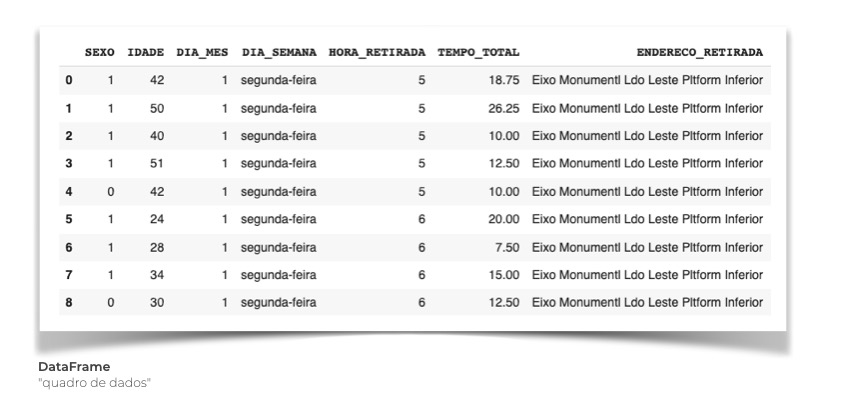 SEXO IDADE DIA_MES DIA_SEMANA HORA_RETIRADA TEMPO_TOTAL ENDERECO_RETIRADA
0 1 42 1 segunda-feira 5 18.75 Eixo Monumentl Ldo Leste Pltform Inferior
1 1 50 1 segunda-feira 5 26.25 Eixo Monumentl Ldo Leste Pltform Inferior
2 1 40 1 segunda-feira 5 10.00 Eixo Monumentl Ldo Leste Pltform Inferior
3 1 51 1 segunda-feira 5 12.50 Eixo Monumentl Ldo Leste Pltform Inferior
4 0 42 1 segunda-feira 5 10.00 Eixo Monumentl Ldo Leste Pltform Inferior
5 1 24 1 segunda-feira 6 20.00 Eixo Monumentl Ldo Leste Pltform Inferior
6 1 28 1 segunda-feira 6 7.50 Eixo Monumentl Ldo Leste Pltform Inferior
7 1 34 1 segunda-feira 6 15.00 Eixo Monumentl Ldo Leste Pltform Inferior
8 0 30 1 segunda-feira 6 12.50 Eixo Monumentl Ldo Leste Pltform Inferior
DataFrame
"quadro de dados"